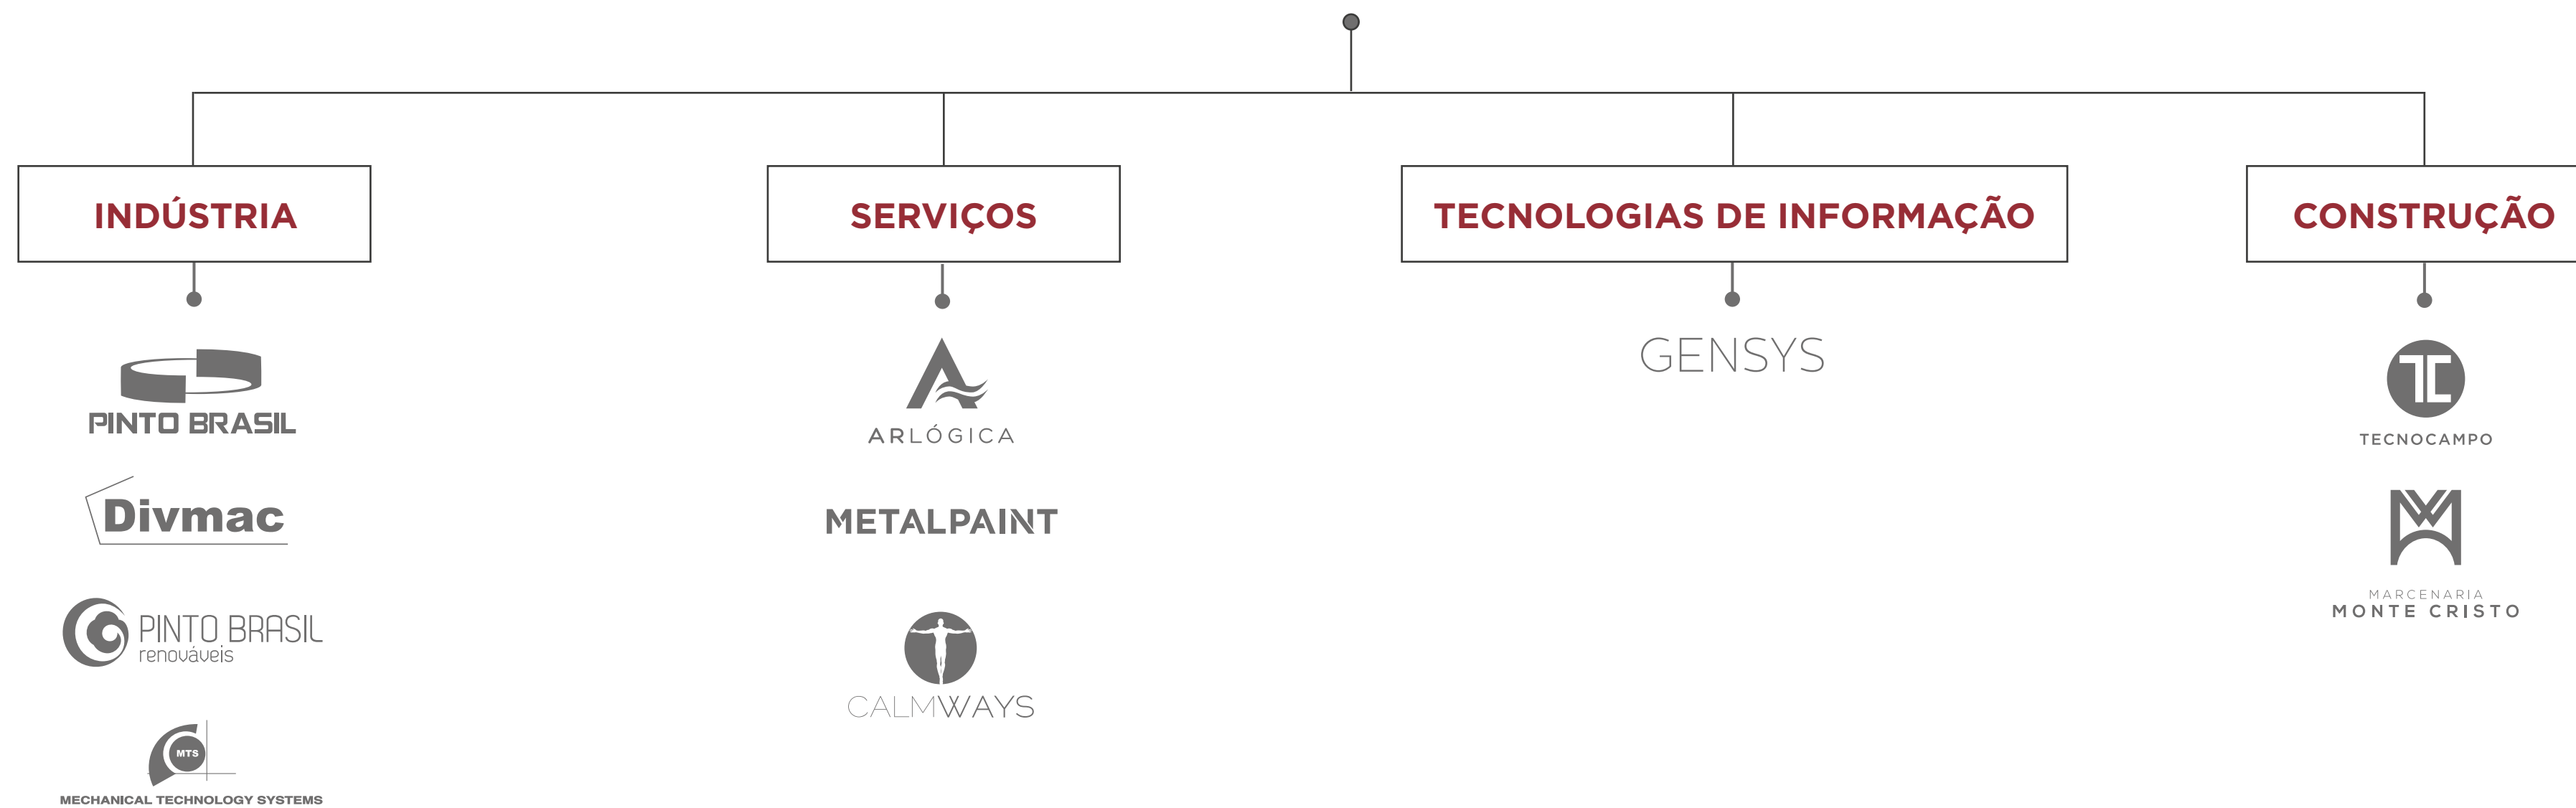 INDÚSTRIA
PINTO BRASIL
Divmac
PINTO BRASIL
renováveis
MTS
MECHANICAL TECHNOLOGY SYSTEMS
SERVIÇOS
ARLÓGICA
METALPAINT
CALMWAYS
TECNOLOGIAS DE INFORMAÇÃO
GENSYS
CONSTRUÇÃO
TC
TECNOCAMPO
MARCENARIA
MONTE CRISTO